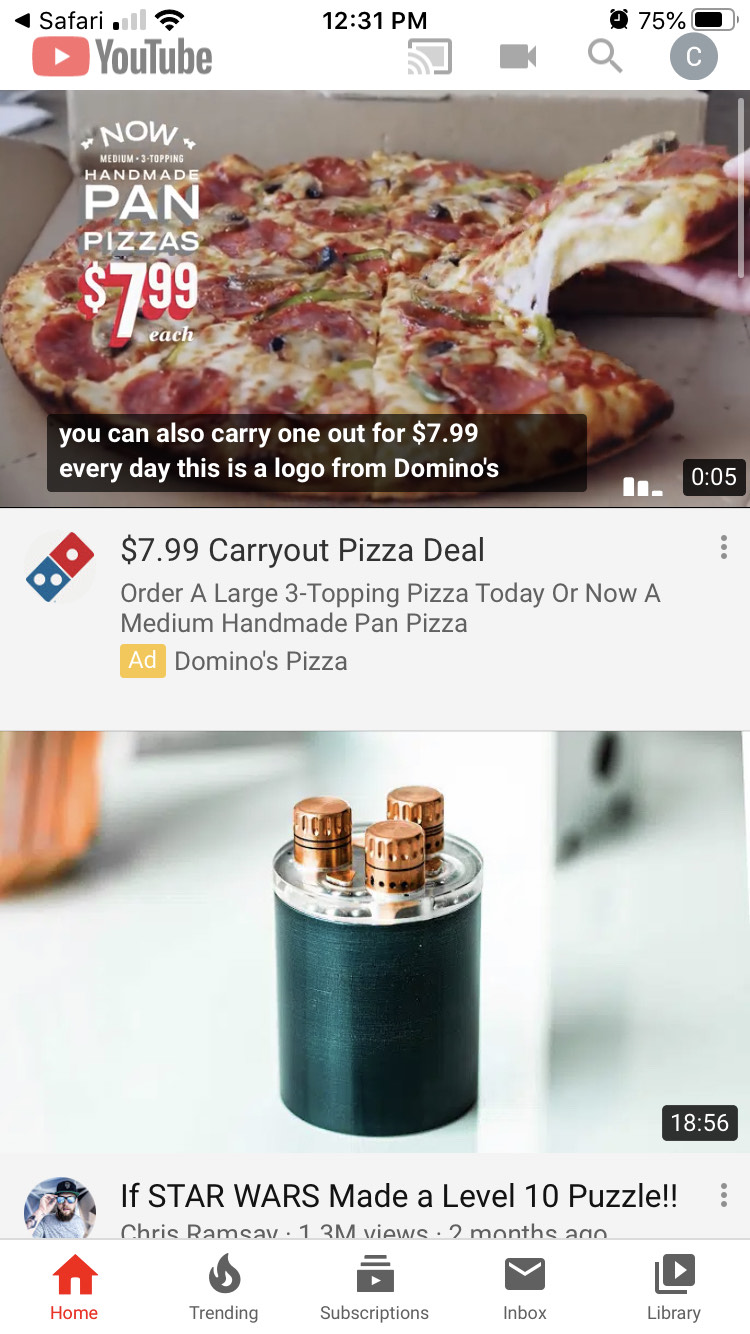 Safari
12:31 PM
75%
YouTube
C
NOW
MEDIUM • 3-TOPPING
HANDMADE
PAN
PIZZAS
$7.99
each
you can also carry one out for $7.99
every day this is a logo from Domino's
0:05
$7.99 Carryout Pizza Deal
Order A Large 3-Topping Pizza Today Or Now A
Medium Handmade Pan Pizza
Ad Domino's Pizza
18:56
If STAR WARS Made a Level 10 Puzzle!!
Chris Ramsay · 1.3M views · 2 months ago
Home Trending Subscriptions Inbox Library